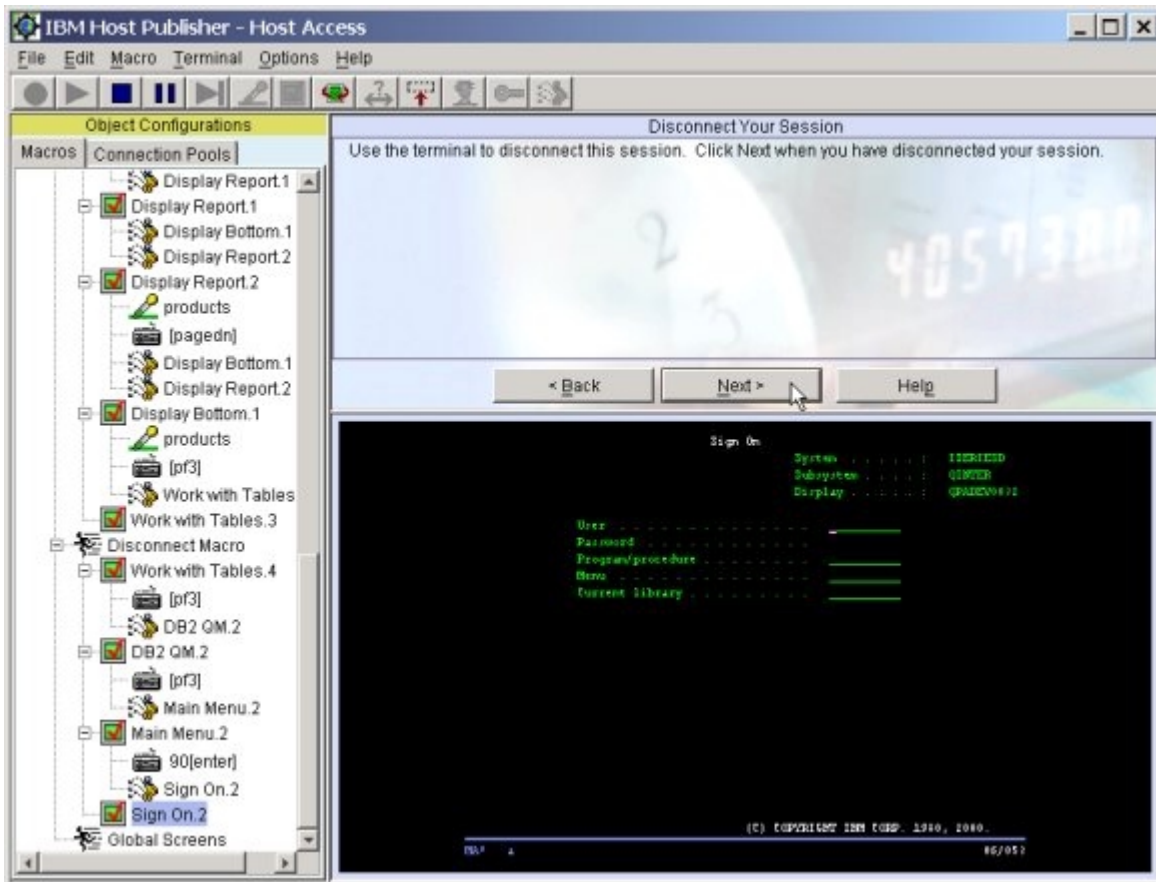 IBM Host Publisher - Host Access
File Edit Macro Terminal Options Help
Object Configurations
Macros Connection Pools
Display Report.1
Display Report.1
Display Bottom.1
Display Report.2
Display Report.2
products
[pagedn]
Display Bottom.1
Display Report.2
Display Bottom.1
products
[pf3]
Work with Tables
Work with Tables.3
Disconnect Macro
Work with Tables.4
[pf3]
DB2 QM.2
DB2 QM.2
[pf3]
Main Menu.2
Main Menu.2
90[enter]
Sign On.2
Sign On.2
Global Screens
Disconnect Your Session
Use the terminal to disconnect this session. Click Next when you have disconnected your session.
2
3
4057380
< Back Next > Help
Sign On
System . . . . . :
Subsystem . . . . : QINTER
Display . . . . . :
User . . . . . . . . . . . . . .
Password . . . . . . . . . . . .
Program/procedure . . . . . . . .
Menu . . . . . . . . . . . . . .
Current library . . . . . . . . .
(C) COPYRIGHT IBM CORP. 1980, 2000.